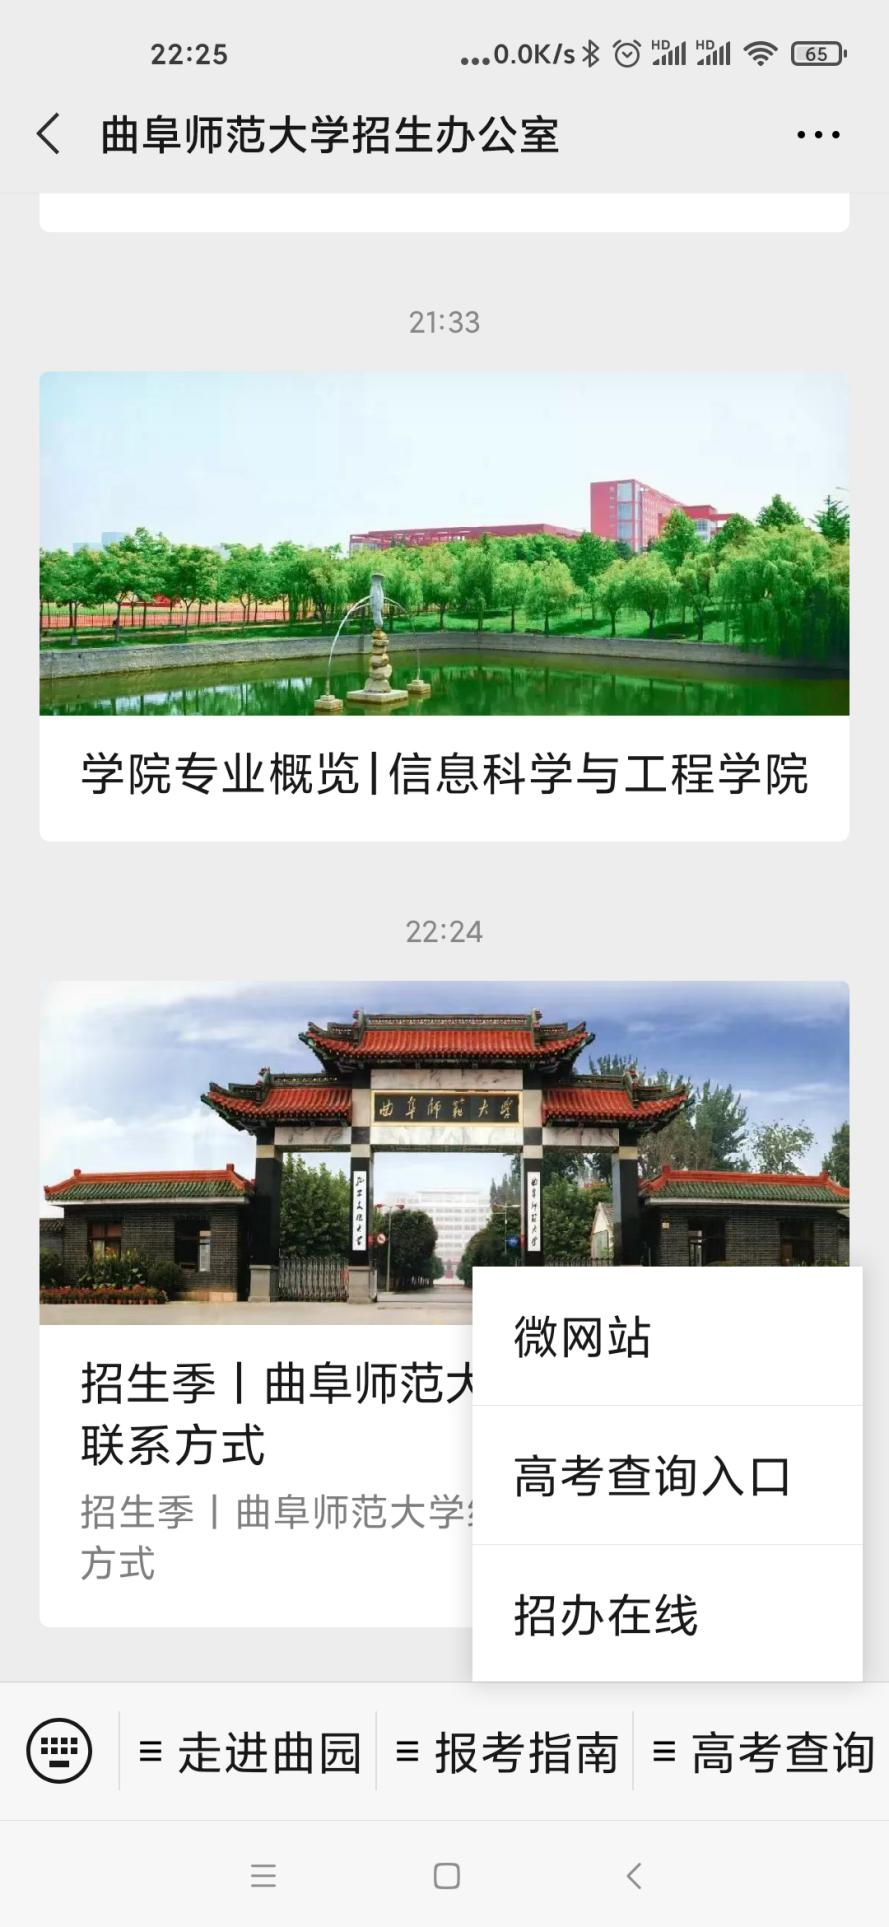 22:25
...0.0K/s HD HD 65
曲阜师范大学招生办公室
21:33
学院专业概览|信息科学与工程学院
22:24
曲阜师范大学
招生季丨曲阜师范大
联系方式
招生季丨曲阜师范大学
方式
微网站
高考查询入口
招办在线
走进曲园
报考指南
高考查询